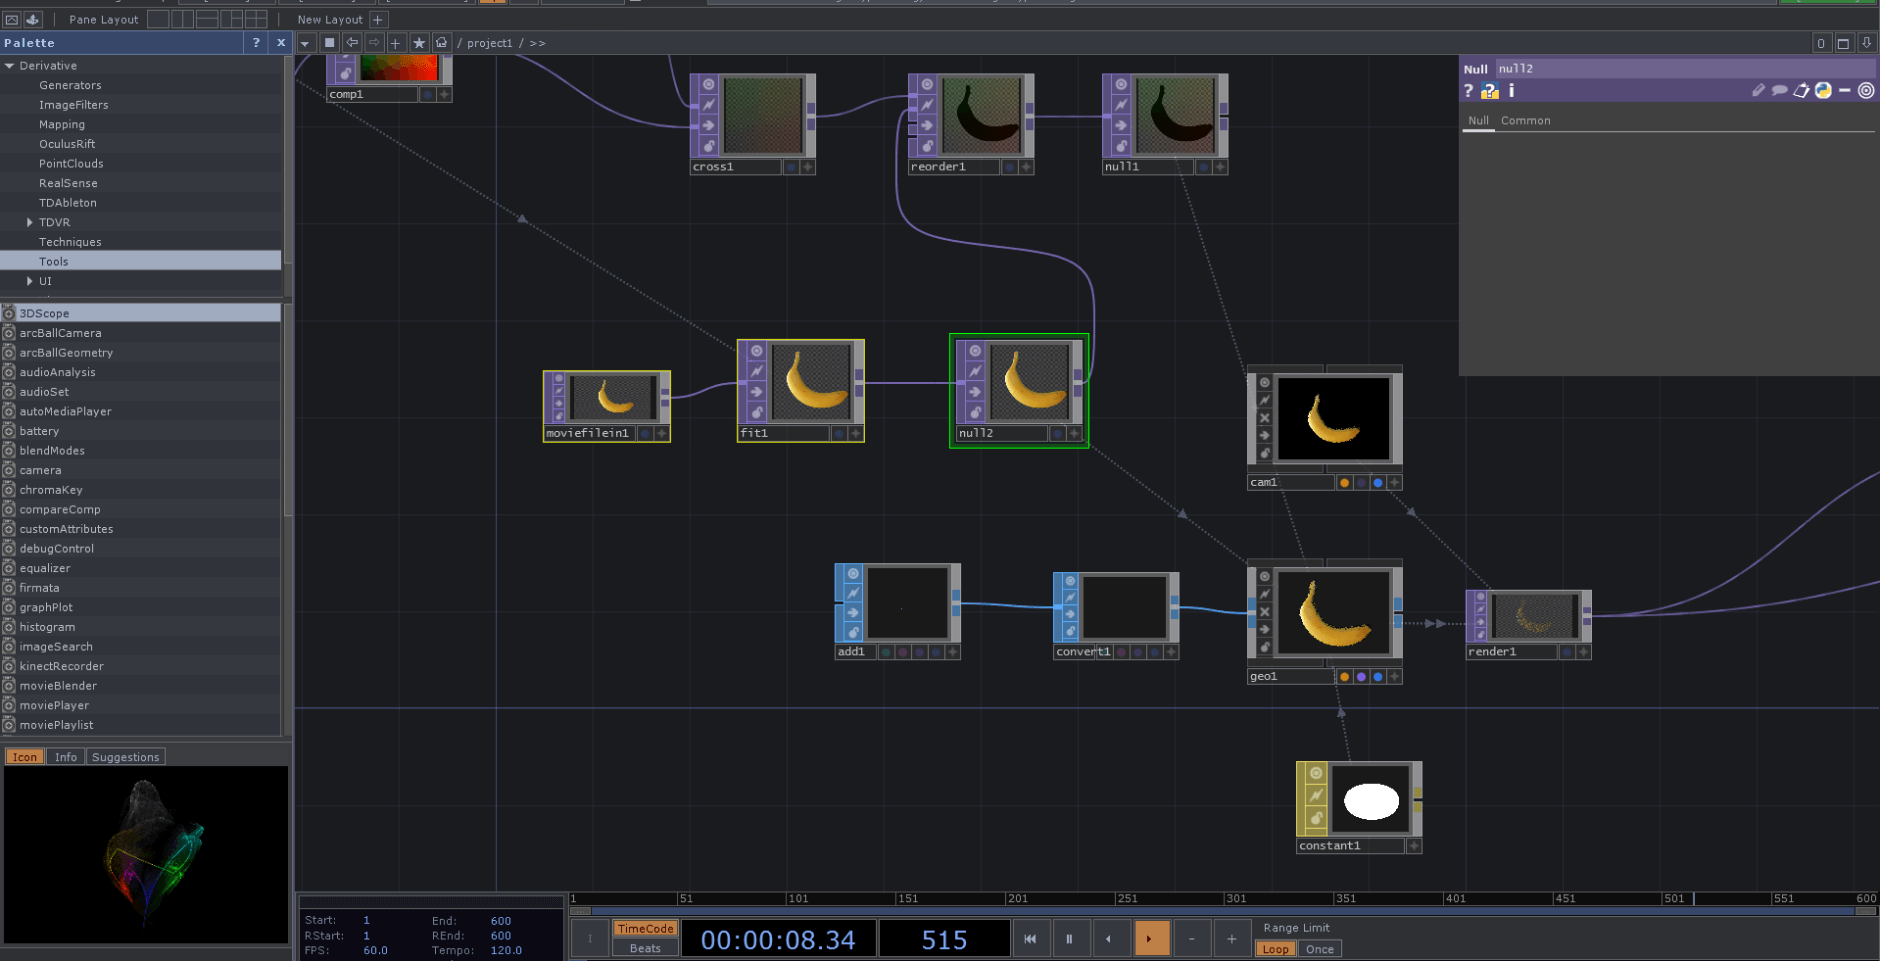 Pane Layout
New Layout +
Palette ? x
/ project1 / >>
0
Derivative
Generators
ImageFilters
Mapping
OculusRift
PointClouds
RealSense
TDAbleton
TDVR
Techniques
Tools
UI
3DScope
arcBallCamera
arcBallGeometry
audioAnalysis
audioSet
autoMediaPlayer
battery
blendModes
camera
chromaKey
compareComp
customAttributes
debugControl
equalizer
firmata
graphPlot
histogram
imageSearch
kinectRecorder
movieBlender
moviePlayer
moviePlaylist
Icon Info Suggestions
comp1
cross1
reorder1
null1
moviefilein1
fit1
null2
cam1
add1
convert1
geo1
render1
constant1
Null null2
? ? i
Null Common
1 51 101 151 201 251 301 351 401 451 501 551 600
Start: 1 End: 600
RStart: 1 REnd: 600
FPS: 60.0 Tempo: 120.0
I
TimeCode
Beats
00:00:08.34
515
- +
Range Limit
Loop Once